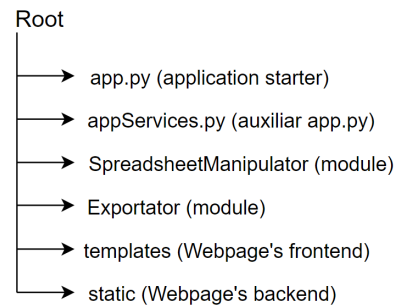 Root
app.py (application starter)
appServices.py (auxiliar app.py)
SpreadsheetManipulator (module)
Exportator (module)
templates (Webpage's frontend)
static (Webpage's backend)